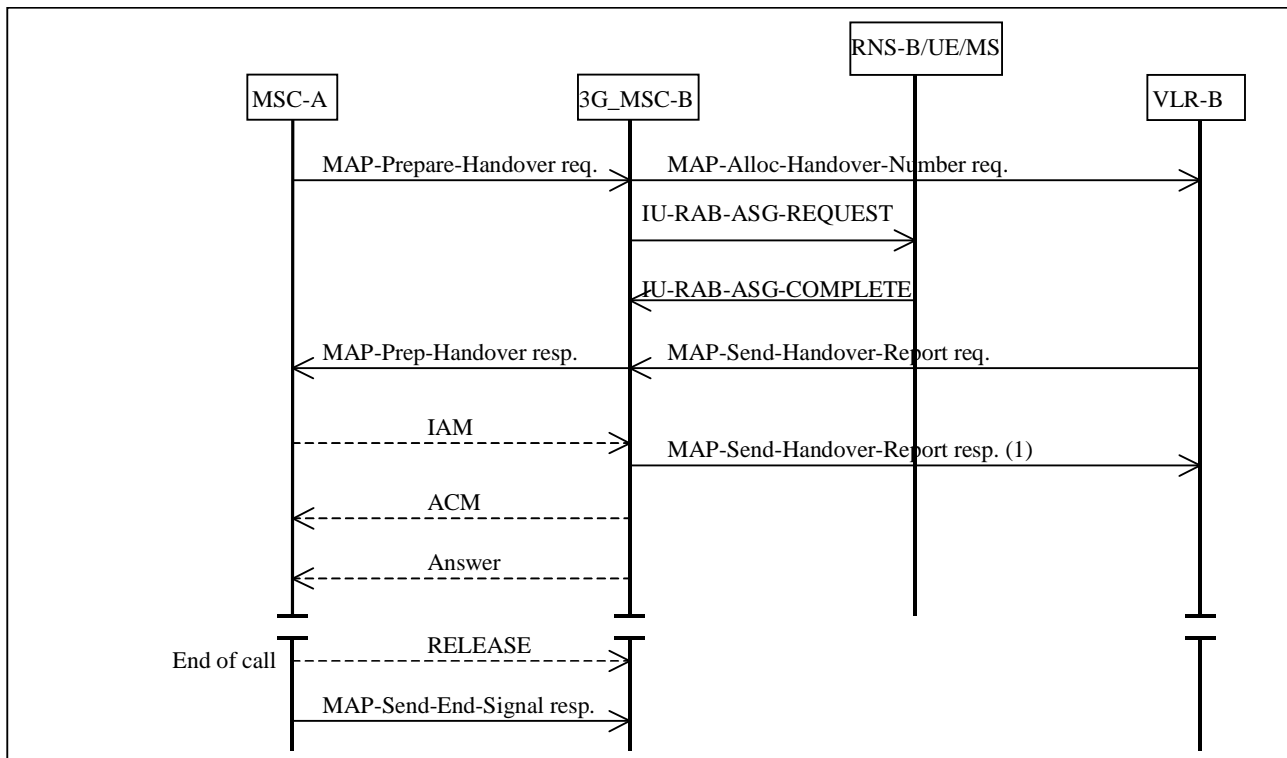 RNS-B/UE/MS
MSC-A
3G_MSC-B
VLR-B
MAP-Prepare-Handover req.
MAP-Alloc-Handover-Number req.
IU-RAB-ASG-REQUEST
IU-RAB-ASG-COMPLETE
MAP-Prep-Handover resp.
MAP-Send-Handover-Report req.
IAM
MAP-Send-Handover-Report resp. (1)
ACM
Answer
RELEASE
End of call
MAP-Send-End-Signal resp.